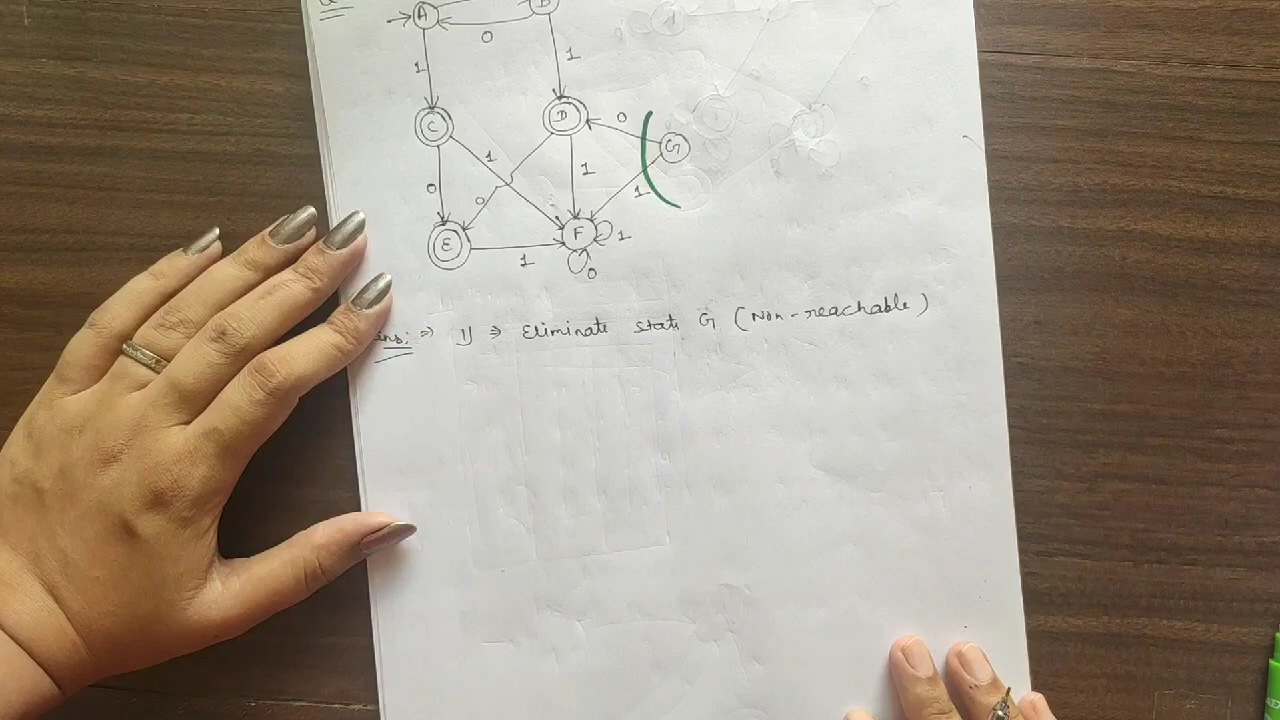 A B
0
1 1
C D 0 G
1
0 1
0 1
E F 1
1
0
Ans: ⇒ 1) ⇒ Eliminate state G (Non-reachable)